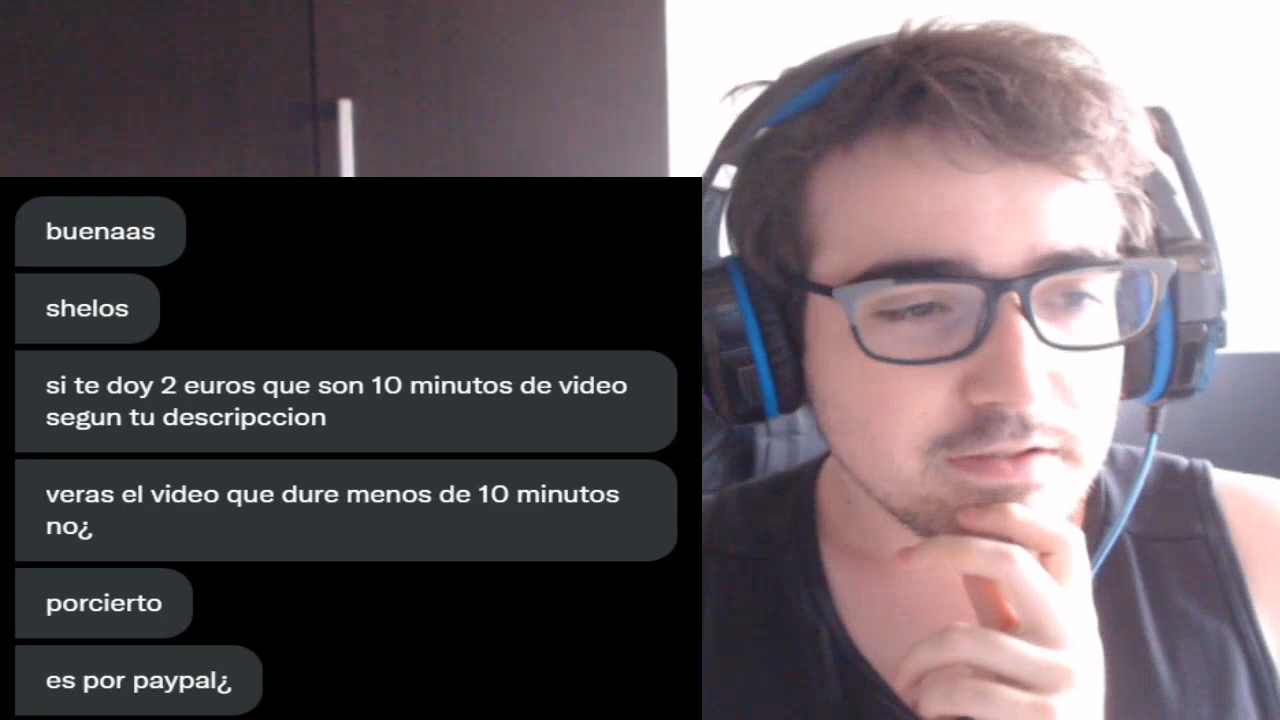 buenaas
shelos
si te doy 2 euros que son 10 minutos de video
segun tu descripccion
veras el video que dure menos de 10 minutos
no¿
porcierto
es por paypal¿